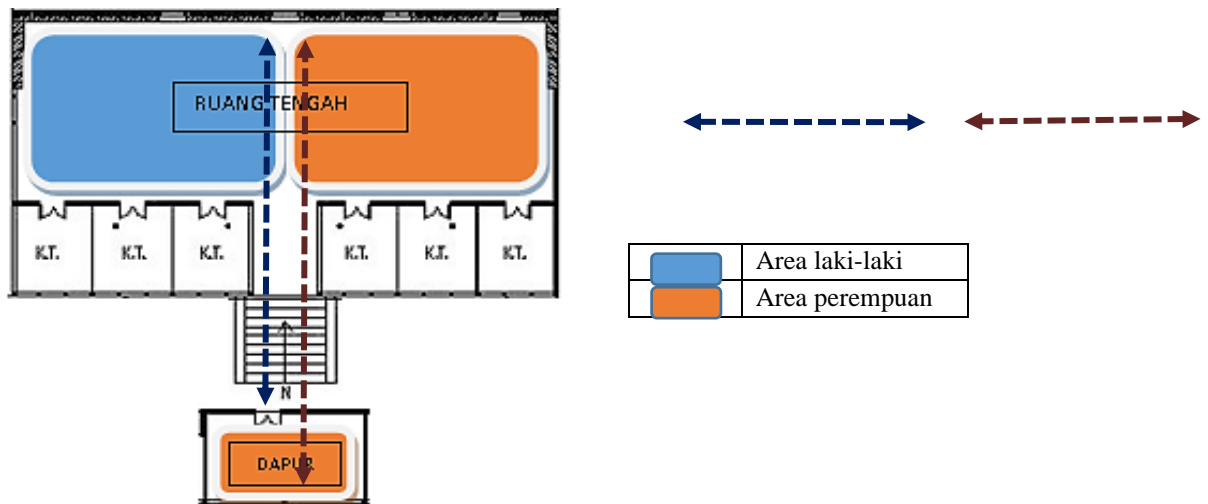 RUANG TENGAH
K.T.
K.T.
K.T.
K.T.
K.T.
K.T.
Area laki-laki
Area perempuan
N
DAPUR